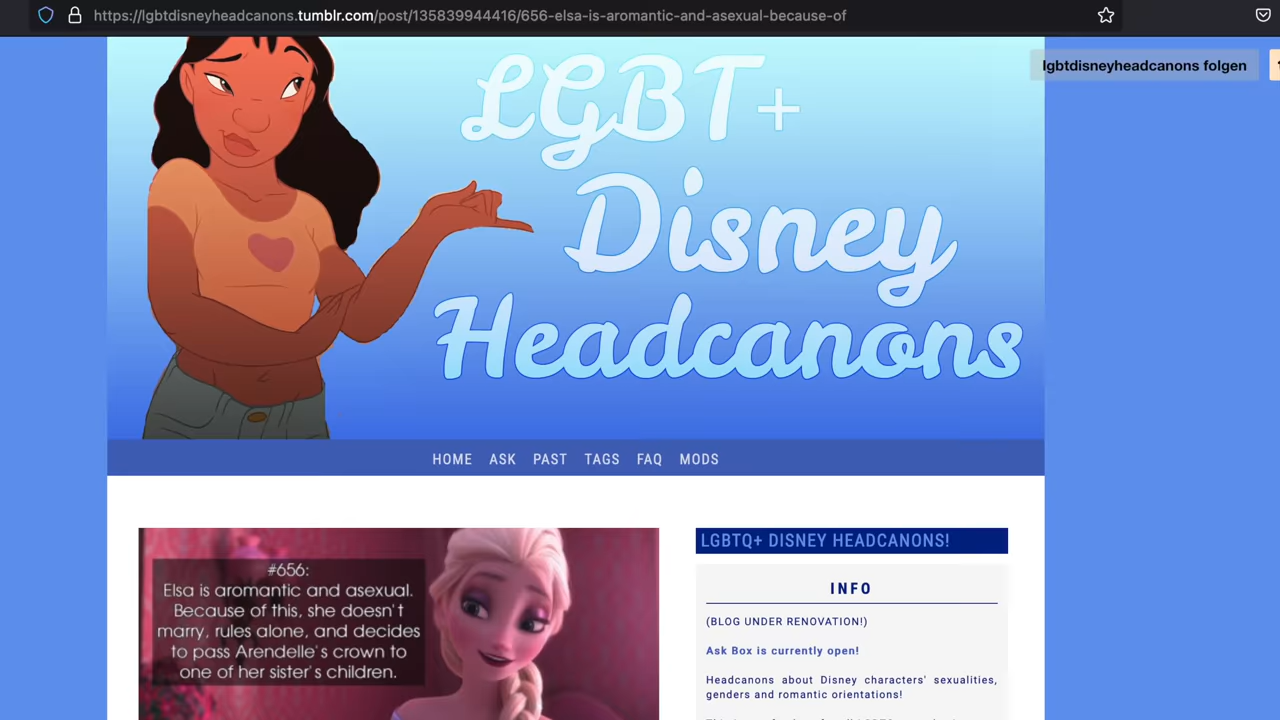 https://lgbtdisneyheadcanons.tumblr.com/post/135839944416/656-elsa-is-aromantic-and-asexual-because-of
lgbtdisneyheadcanons folgen
LGBT+
Disney
Headcanons
HOME ASK PAST TAGS FAQ MODS
#656:
Elsa is aromantic and asexual.
Because of this, she doesn't
marry, rules alone, and decides
to pass Arendelle's crown to
one of her sister's children.
LGBTQ+ DISNEY HEADCANONS!
INFO
(BLOG UNDER RENOVATION!)
Ask Box is currently open!
Headcanons about Disney characters' sexualities,
genders and romantic orientations!